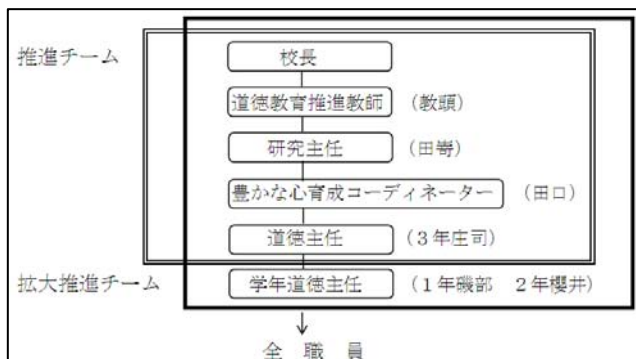 推進チーム
校長
道徳教育推進教師 (教頭)
研究主任 (田嵜)
豊かな心育成コーディネーター (田口)
道徳主任 (3年庄司)
拡大推進チーム
学年道徳主任 (1年磯部 2年櫻井)
全 職 員